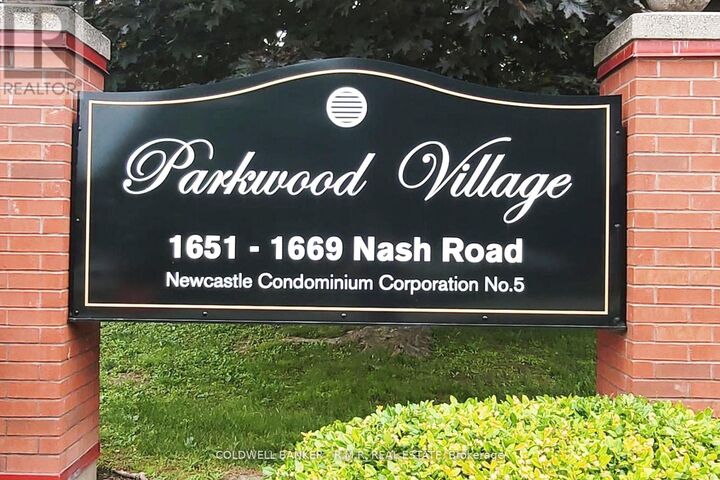 R
REALTOR
Parkwood Village
1651 - 1669 Nash Road
Newcastle Condominium Corporation No.5
COLDWELL BANKER - R.M.R. REAL ESTATE, Brokerage